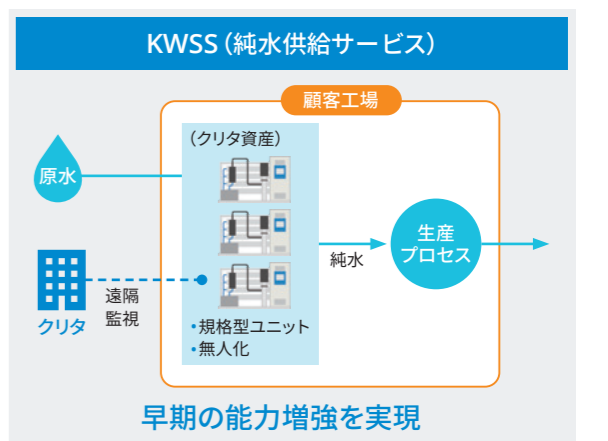 KWSS（純水供給サービス）
顧客工場
（クリタ資産）
原水
生産
プロセス
純水
遠隔
監視
クリタ
・規格型ユニット
・無人化
早期の能力増強を実現